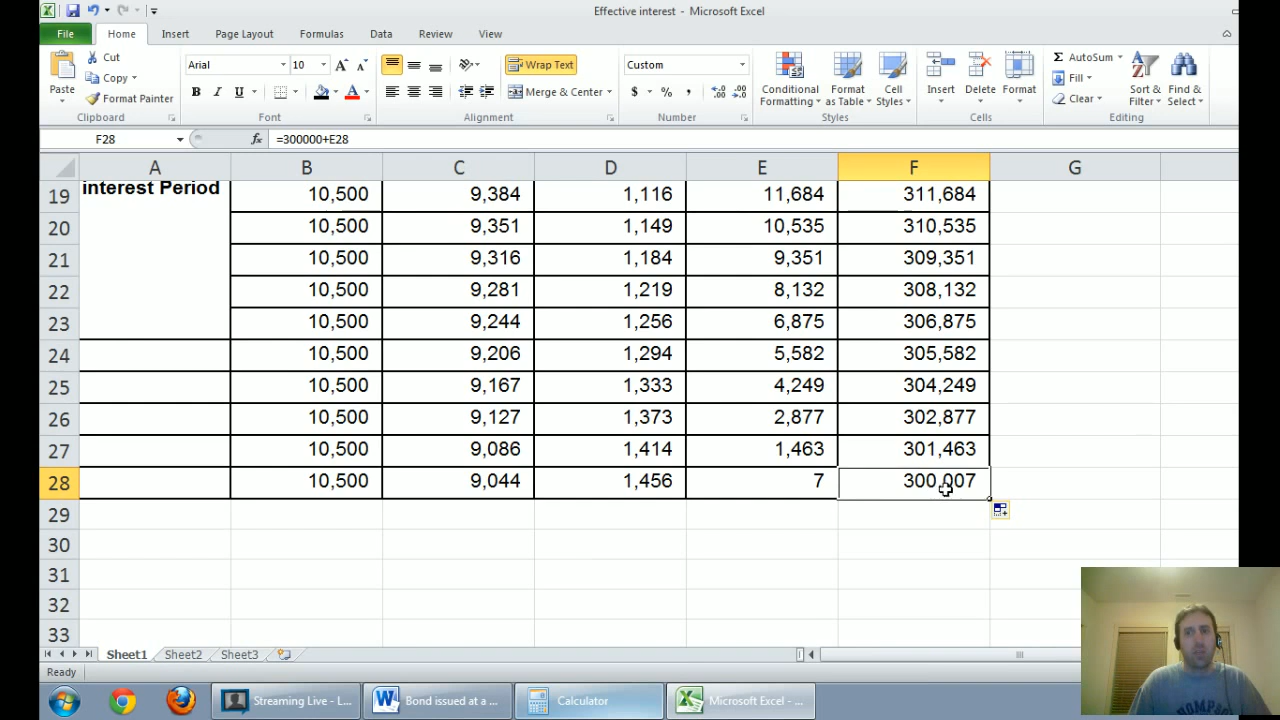 Effective interest - Microsoft Excel
File Home Insert Page Layout Formulas Data Review View
Paste Cut Copy Format Painter Arial 10 Wrap Text Merge & Center Custom Conditional Formatting Format as Table Cell Styles Insert Delete Format AutoSum Fill Clear Sort & Filter Find & Select
Clipboard Font Alignment Number Styles Cells Editing
F28 fx =300000+E28
A B C D E F G
19 interest Period 10,500 9,384 1,116 11,684 311,684
20 10,500 9,351 1,149 10,535 310,535
21 10,500 9,316 1,184 9,351 309,351
22 10,500 9,281 1,219 8,132 308,132
23 10,500 9,244 1,256 6,875 306,875
24 10,500 9,206 1,294 5,582 305,582
25 10,500 9,167 1,333 4,249 304,249
26 10,500 9,127 1,373 2,877 302,877
27 10,500 9,086 1,414 1,463 301,463
28 10,500 9,044 1,456 7 300,007
29
30
31
32
33
Sheet1 Sheet2 Sheet3
Ready
Streaming Live - L... Bond issued at a ... Calculator Microsoft Excel - ...